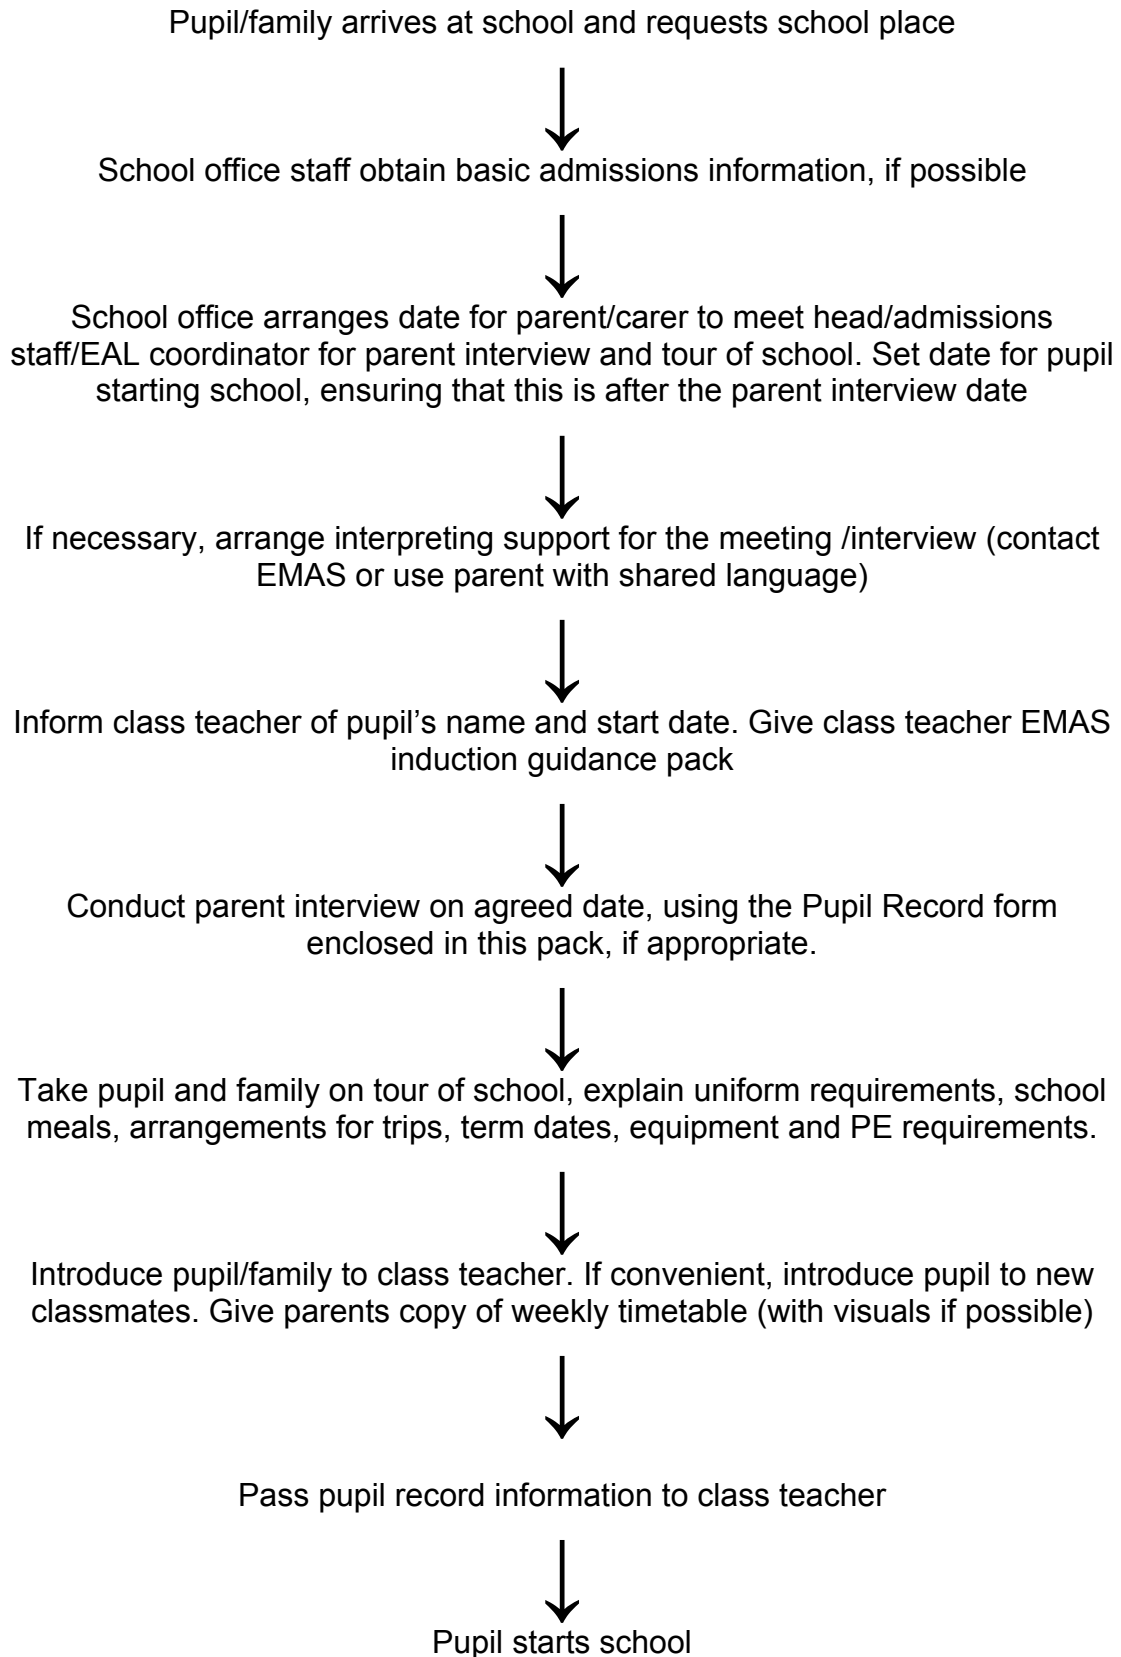 Pupil/family arrives at school and requests school place
School office staff obtain basic admissions information, if possible
School office arranges date for parent/carer to meet head/admissions
staff/EAL coordinator for parent interview and tour of school. Set date for pupil
starting school, ensuring that this is after the parent interview date
If necessary, arrange interpreting support for the meeting /interview (contact
EMAS or use parent with shared language)
Inform class teacher of pupil’s name and start date. Give class teacher EMAS
induction guidance pack
Conduct parent interview on agreed date, using the Pupil Record form
enclosed in this pack, if appropriate.
Take pupil and family on tour of school, explain uniform requirements, school
meals, arrangements for trips, term dates, equipment and PE requirements.
Introduce pupil/family to class teacher. If convenient, introduce pupil to new
classmates. Give parents copy of weekly timetable (with visuals if possible)
Pass pupil record information to class teacher
Pupil starts school